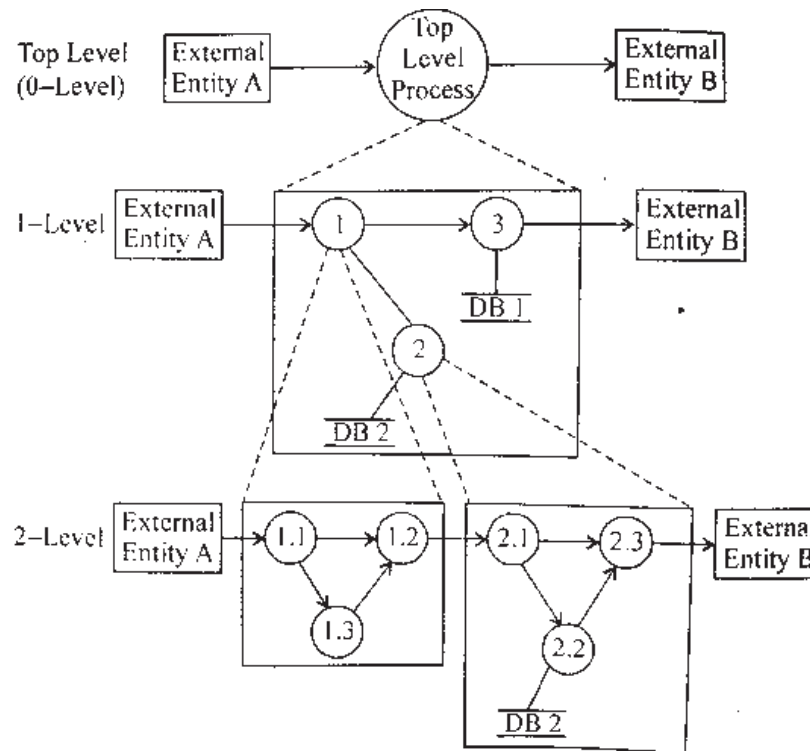 Top Level
(0-Level)
External
Entity A
Top
Level
Process
External
Entity B
1-Level
External
Entity A
1
3
External
Entity B
DB 1
2
DB 2
2-Level
External
Entity A
1.1
1.2
2.1
2.3
External
Entity B
1.3
2.2
DB 2